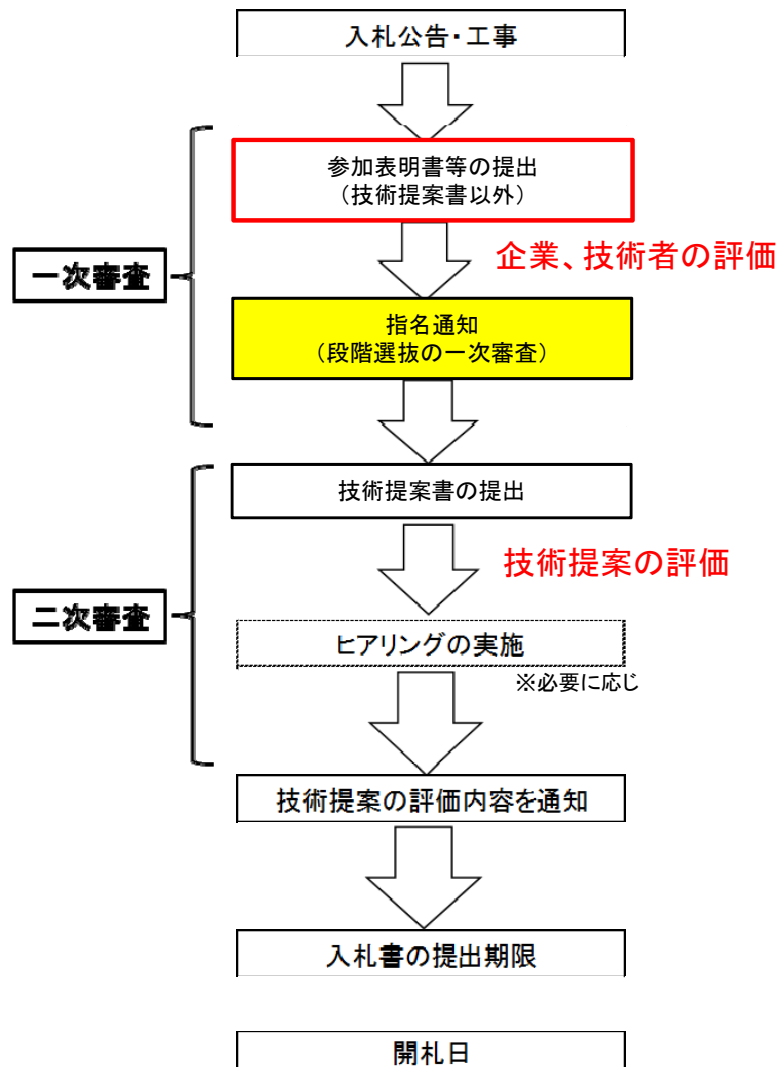 入札公告・工事
参加表明書等の提出
（技術提案書以外）
企業、技術者の評価
一次審査
指名通知
（段階選抜の一次審査）
技術提案書の提出
技術提案の評価
二次審査
ヒアリングの実施
※必要に応じ
技術提案の評価内容を通知
入札書の提出期限
開札日